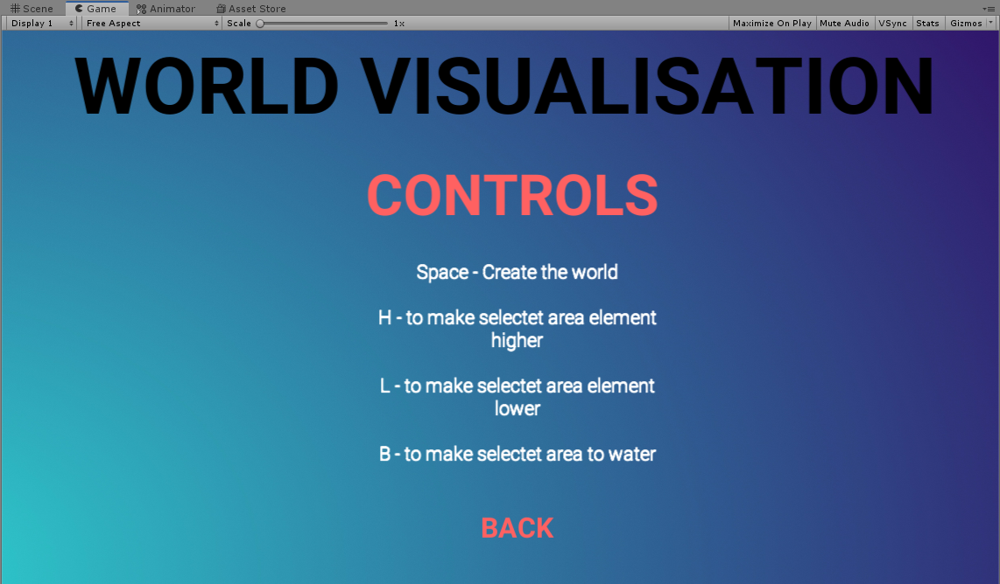 Scene Game Animator Asset Store
Display 1 Free Aspect Scale 1x Maximize On Play Mute Audio VSync Stats Gizmos
WORLD VISUALISATION
CONTROLS
Space - Create the world
H - to make selectet area element
higher
L - to make selectet area element
lower
B - to make selectet area to water
BACK